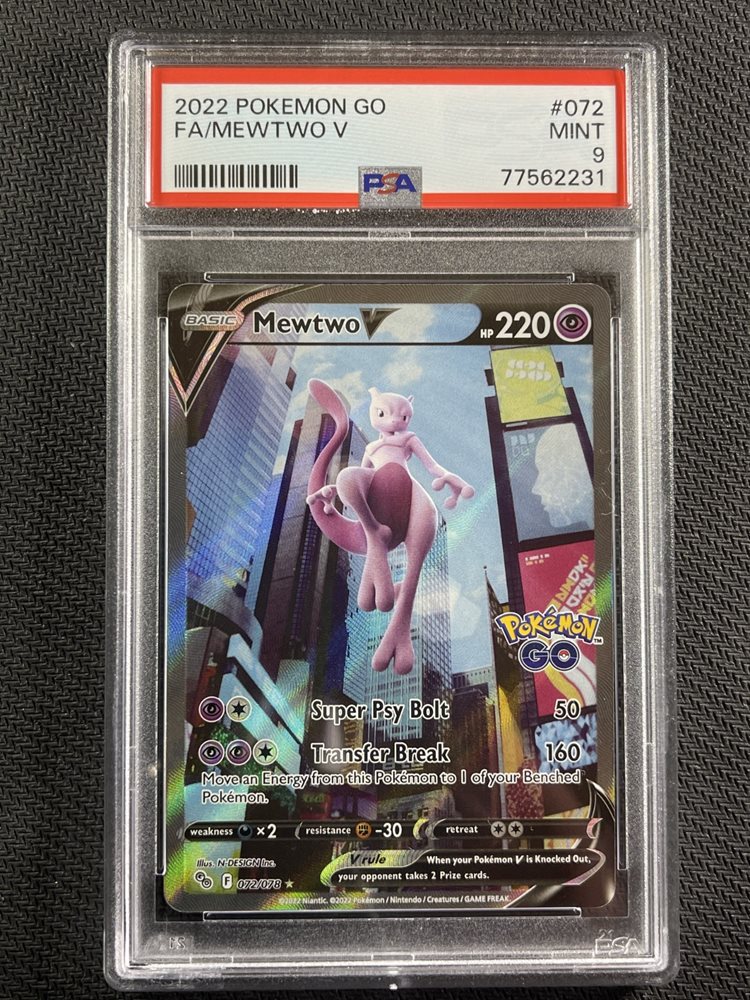 2022 POKEMON GO #072
FA/MEWTWO V MINT
9
PSA 77562231
BASIC Mewtwo V HP 220
POKéMON™
GO
Super Psy Bolt 50
Transfer Break 160
Move an Energy from this Pokémon to 1 of your Benched
Pokémon.
weakness ×2 resistance -30 retreat
V rule When your Pokémon V is Knocked Out,
your opponent takes 2 Prize cards.
Illus. N-DESIGN Inc.
F 072/078
©2022 Niantic. ©2022 Pokémon / Nintendo / Creatures / GAME FREAK.
PSA